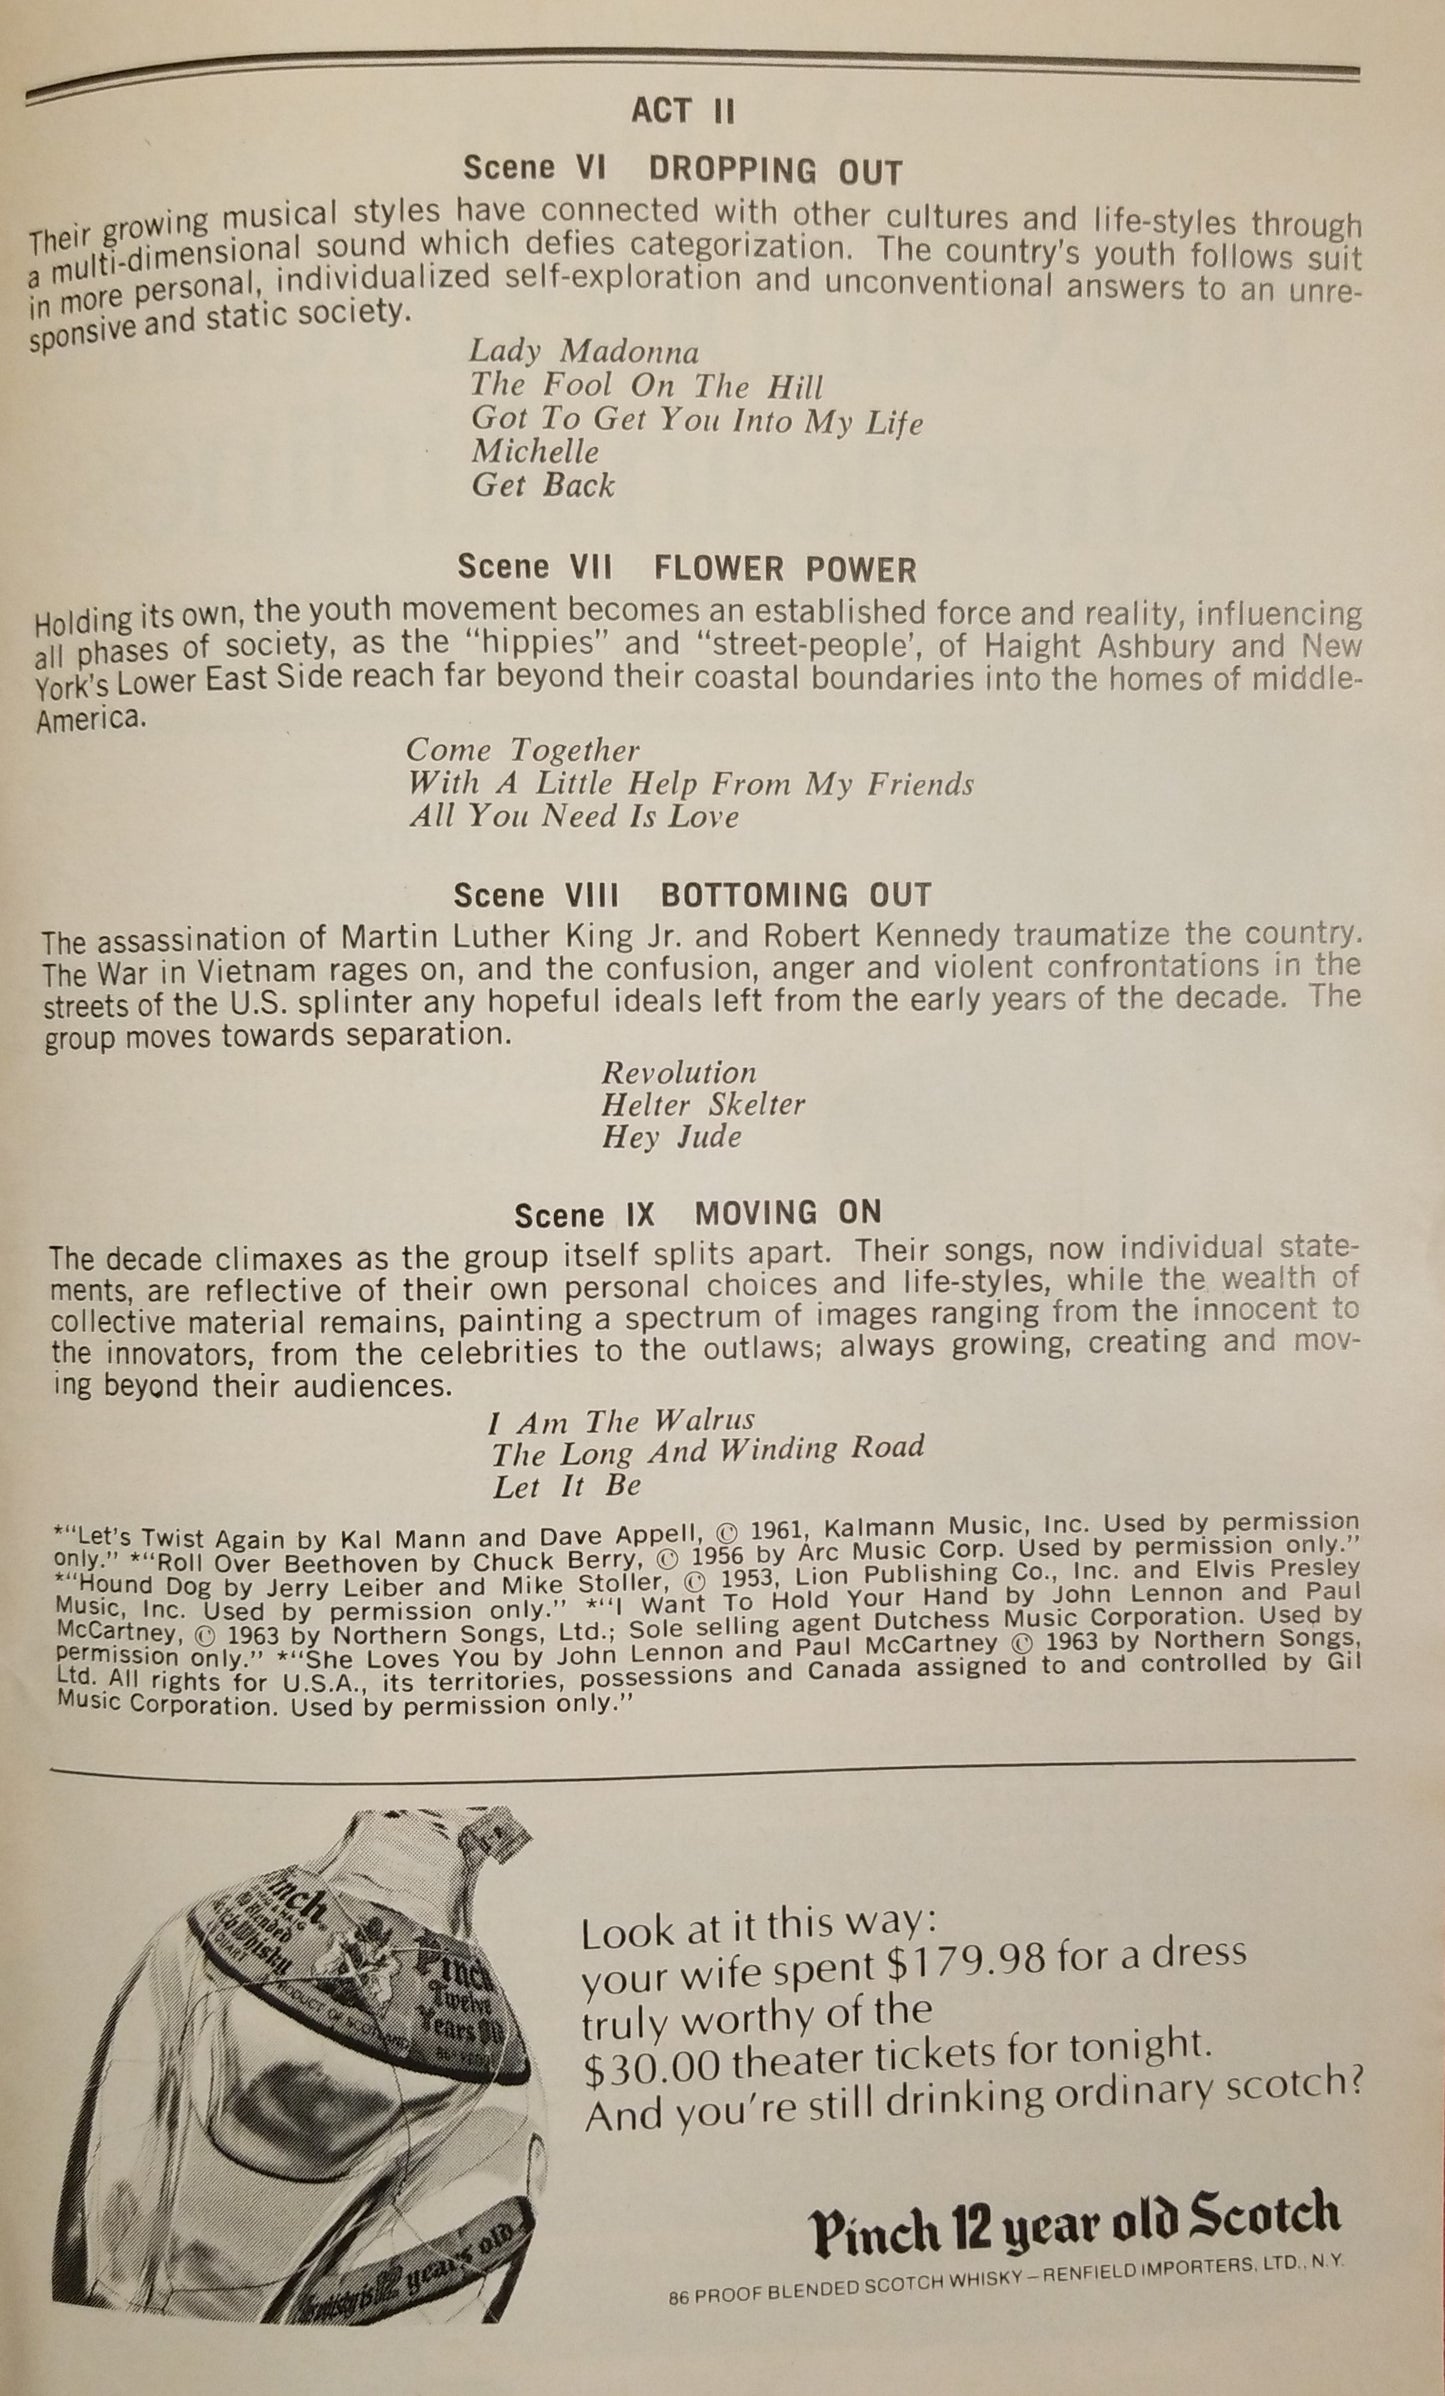 ACT II
Scene VI DROPPING OUT
Their growing musical styles have connected with other cultures and life-styles through
a multi-dimensional sound which defies categorization. The country's youth follows suit
in more personal, individualized self-exploration and unconventional answers to an unre-
sponsive and static society.
Lady Madonna
The Fool On The Hill
Got To Get You Into My Life
Michelle
Get Back
Scene VII FLOWER POWER
Holding its own, the youth movement becomes an established force and reality, influencing
all phases of society, as the "hippies" and "street-people', of Haight Ashbury and New
York's Lower East Side reach far beyond their coastal boundaries into the homes of middle-
America.
Come Together
With A Little Help From My Friends
All You Need Is Love
Scene VIII BOTTOMING OUT
The assassination of Martin Luther King Jr. and Robert Kennedy traumatize the country.
The War in Vietnam rages on, and the confusion, anger and violent confrontations in the
streets of the U.S. splinter any hopeful ideals left from the early years of the decade. The
group moves towards separation.
Revolution
Helter Skelter
Hey Jude
Scene IX MOVING ON
The decade climaxes as the group itself splits apart. Their songs, now individual state-
ments, are reflective of their own personal choices and life-styles, while the wealth of
collective material remains, painting a spectrum of images ranging from the innocent to
the innovators, from the celebrities to the outlaws; always growing, creating and mov-
ing beyond their audiences.
I Am The Walrus
The Long And Winding Road
Let It Be
*"Let's Twist Again by Kal Mann and Dave Appell, © 1961, Kalmann Music, Inc. Used by permission
only." *"Roll Over Beethoven by Chuck Berry, © 1956 by Arc Music Corp. Used by permission only."
*"Hound Dog by Jerry Leiber and Mike Stoller, © 1953, Lion Publishing Co., Inc. and Elvis Presley
Music, Inc. Used by permission only." *"I Want To Hold Your Hand by John Lennon and Paul
McCartney, © 1963 by Northern Songs, Ltd.; Sole selling agent Dutchess Music Corporation. Used by
permission only." *"She Loves You by John Lennon and Paul McCartney © 1963 by Northern Songs,
Ltd. All rights for U.S.A., its territories, possessions and Canada assigned to and controlled by Gil
Music Corporation. Used by permission only."
Pinch
Twelve
Years Old
PRODUCT OF SCOTLAND
years old
Look at it this way:
your wife spent $179.98 for a dress
truly worthy of the
$30.00 theater tickets for tonight.
And you're still drinking ordinary scotch?
Pinch 12 year old Scotch
86 PROOF BLENDED SCOTCH WHISKY – RENFIELD IMPORTERS, LTD., N.Y.